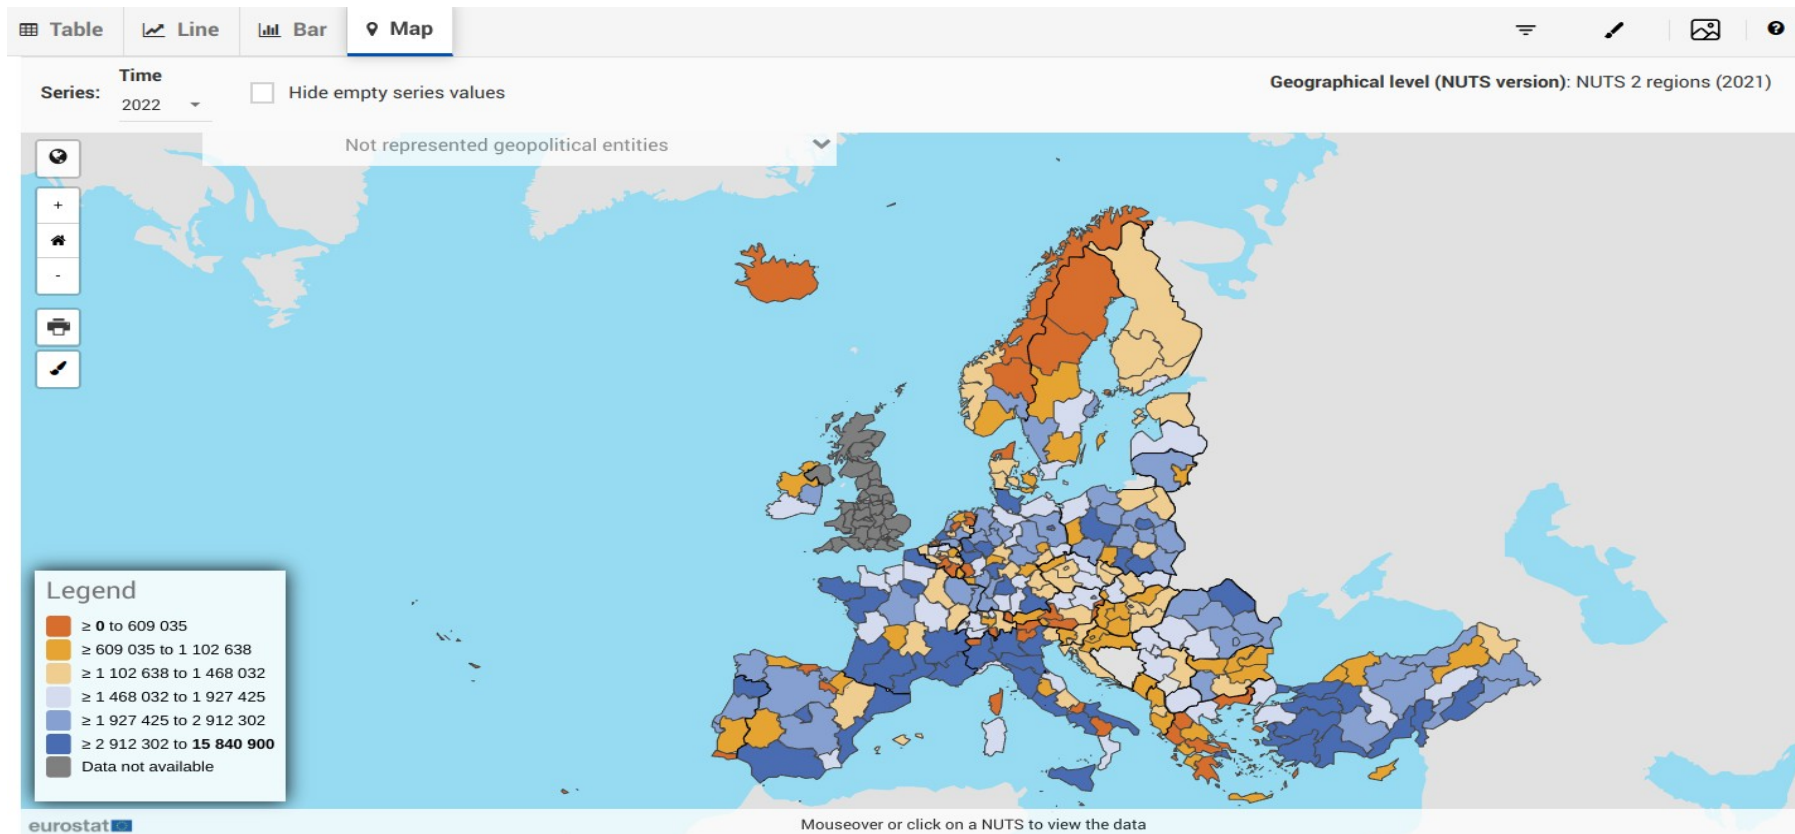 Table Line Bar Map
Time
Series: 2022 Hide empty series values
Geographical level (NUTS version): NUTS 2 regions (2021)
Not represented geopolitical entities
+
-
Legend
≥ 0 to 609 035
≥ 609 035 to 1 102 638
≥ 1 102 638 to 1 468 032
≥ 1 468 032 to 1 927 425
≥ 1 927 425 to 2 912 302
≥ 2 912 302 to 15 840 900
Data not available
eurostat
Mouseover or click on a NUTS to view the data